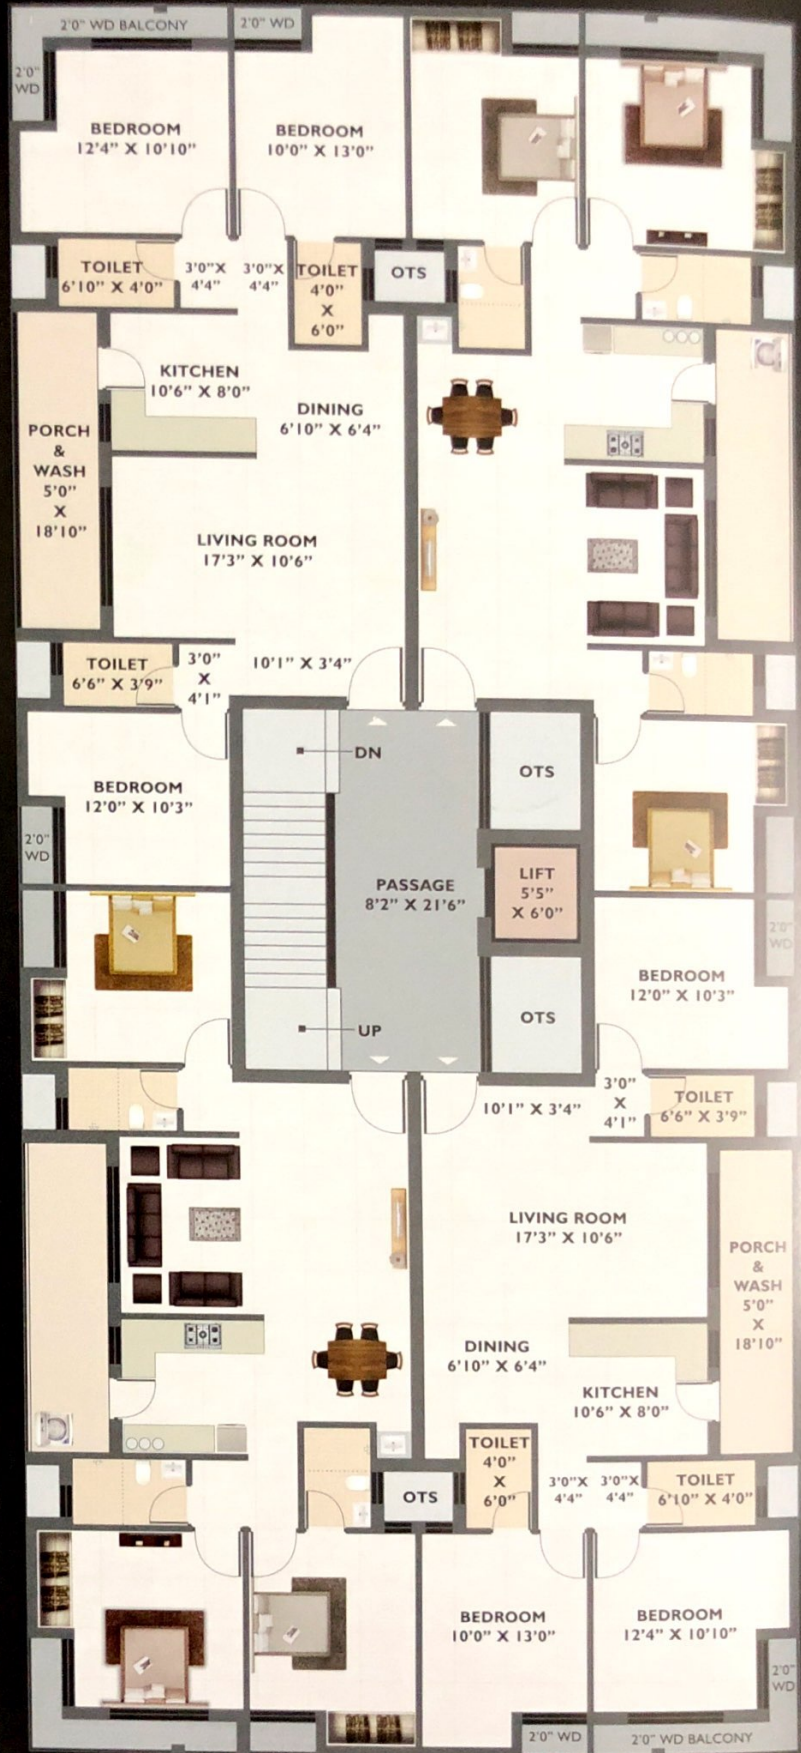 2'0" WD BALCONY
2'0" WD
2'0"
WD
BEDROOM
12'4" X 10'10"
BEDROOM
10'0" X 13'0"
TOILET
6'10" X 4'0"
3'0"X
4'4"
3'0"X
4'4"
TOILET
4'0"
X
6'0"
OTS
KITCHEN
10'6" X 8'0"
DINING
6'10" X 6'4"
PORCH
&
WASH
5'0"
X
18'10"
LIVING ROOM
17'3" X 10'6"
TOILET
6'6" X 3'9"
3'0"
X
4'1"
10'1" X 3'4"
DN
OTS
BEDROOM
12'0" X 10'3"
2'0"
WD
PASSAGE
8'2" X 21'6"
LIFT
5'5"
X 6'0"
2'0"
WD
BEDROOM
12'0" X 10'3"
UP
OTS
10'1" X 3'4"
3'0"
X
4'1"
TOILET
6'6" X 3'9"
LIVING ROOM
17'3" X 10'6"
PORCH
&
WASH
5'0"
X
18'10"
DINING
6'10" X 6'4"
KITCHEN
10'6" X 8'0"
OTS
TOILET
4'0"
X
6'0"
3'0"X
4'4"
3'0"X
4'4"
TOILET
6'10" X 4'0"
BEDROOM
10'0" X 13'0"
BEDROOM
12'4" X 10'10"
2'0"
WD
2'0" WD
2'0" WD BALCONY